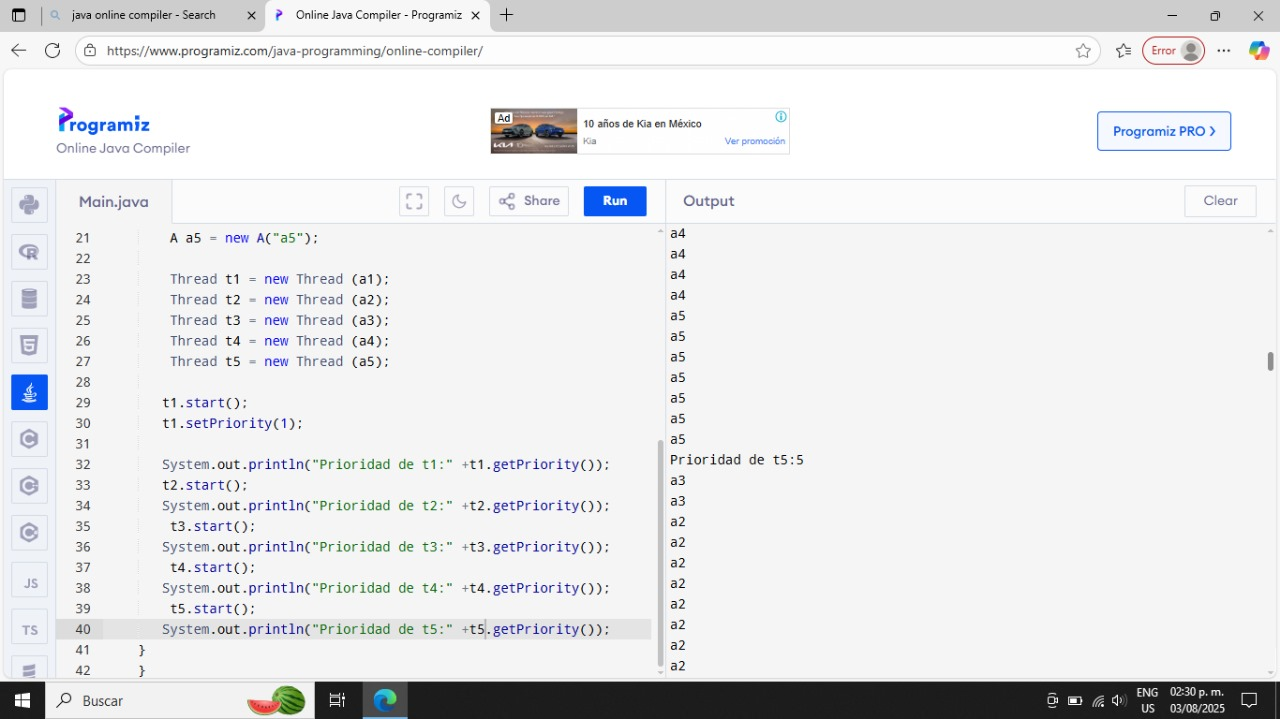 java online compiler - Search
Online Java Compiler - Programiz
https://www.programiz.com/java-programming/online-compiler/
Error
Programiz
Online Java Compiler
Ad
10 años de Kia en México
Kia
Ver promoción
Programiz PRO
Main.java
Share
Run
Output
Clear
21 A a5 = new A("a5");
22
23 Thread t1 = new Thread (a1);
24 Thread t2 = new Thread (a2);
25 Thread t3 = new Thread (a3);
26 Thread t4 = new Thread (a4);
27 Thread t5 = new Thread (a5);
28
29 t1.start();
30 t1.setPriority(1);
31
32 System.out.println("Prioridad de t1:" +t1.getPriority());
33 t2.start();
34 System.out.println("Prioridad de t2:" +t2.getPriority());
35 t3.start();
36 System.out.println("Prioridad de t3:" +t3.getPriority());
37 t4.start();
38 System.out.println("Prioridad de t4:" +t4.getPriority());
39 t5.start();
40 System.out.println("Prioridad de t5:" +t5.getPriority());
41 }
42 }
a4
a4
a4
a4
a5
a5
a5
a5
a5
a5
a5
Prioridad de t5:5
a3
a3
a2
a2
a2
a2
a2
a2
a2
a2
JS
TS
Buscar
ENG
US
02:30 p. m.
03/08/2025